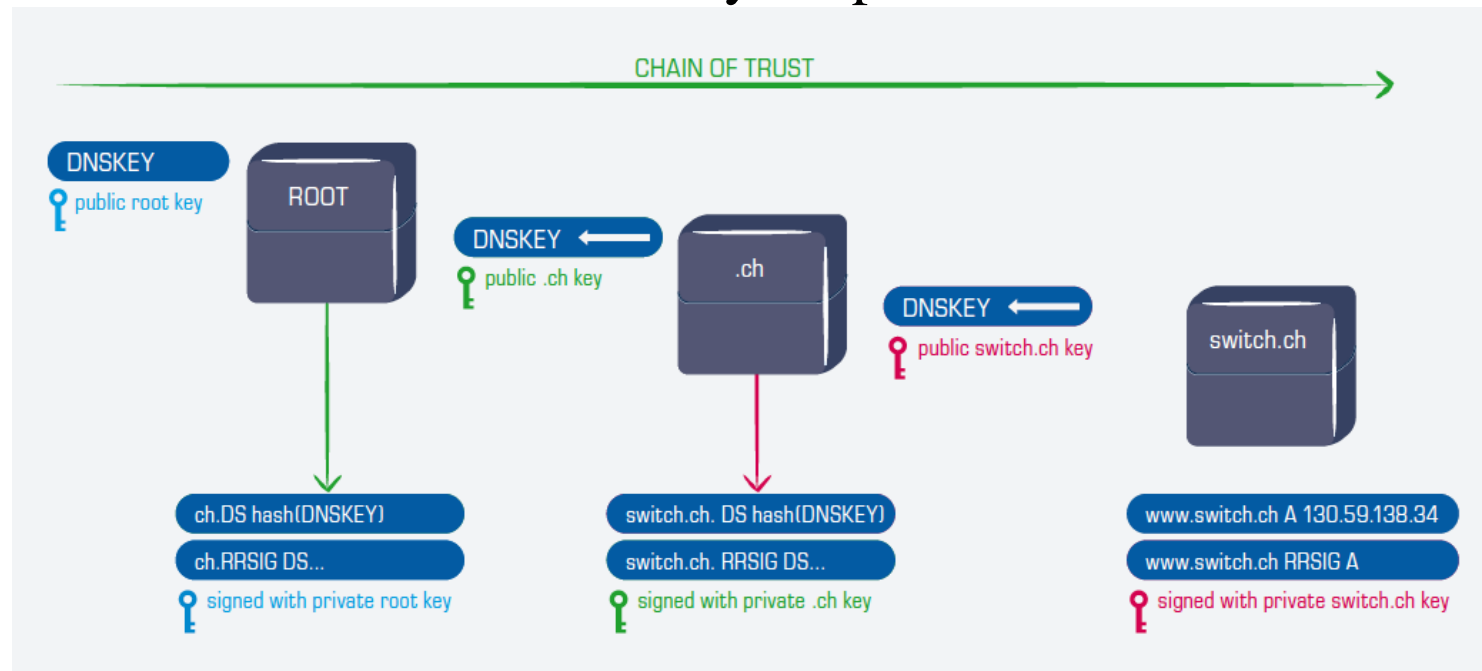 CHAIN OF TRUST
DNSKEY
public root key
ROOT
DNSKEY
public .ch key
.ch
DNSKEY
public switch.ch key
switch.ch
ch.DS hash(DNSKEY)
ch.RRSIG DS...
signed with private root key
switch.ch. DS hash(DNSKEY)
switch.ch. RRSIG DS...
signed with private .ch key
www.switch.ch A 130.59.138.34
www.switch.ch RRSIG A
signed with private switch.ch key